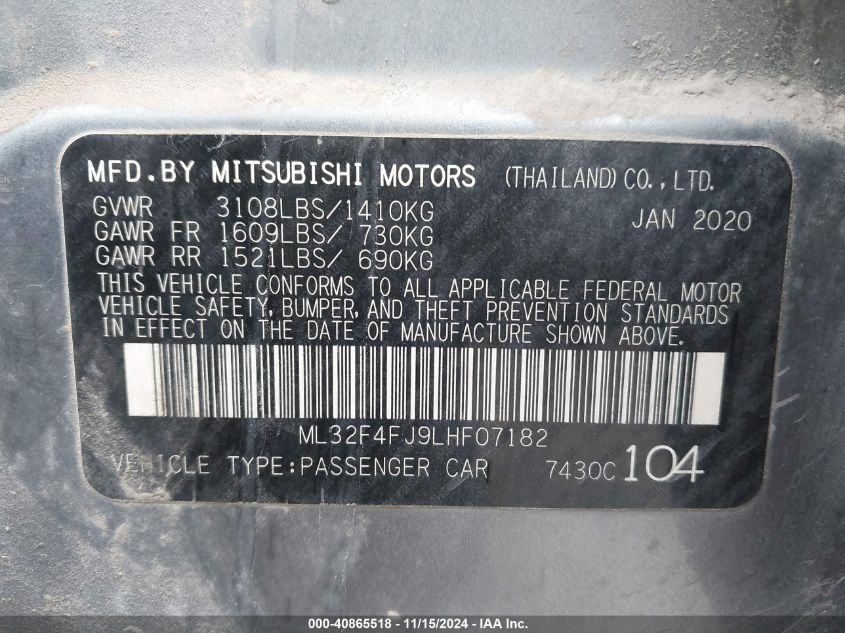 MFD.BY MITSUBISHI MOTORS (THAILAND) CO., LTD.
GVWR 3108LBS/1410KG JAN 2020
GAWR FR 1609LBS/ 730KG
GAWR RR 1521LBS/ 690KG
THIS VEHICLE CONFORMS TO ALL APPLICABLE FEDERAL MOTOR
VEHICLE SAFETY, BUMPER, AND THEFT PREVENTION STANDARDS
IN EFFECT ON THE DATE OF MANUFACTURE SHOWN ABOVE.
ML32F4FJ9LHF07182
VEHICLE TYPE:PASSENGER CAR 7430C 104
000-40865518 - 11/15/2024 - IAA Inc.